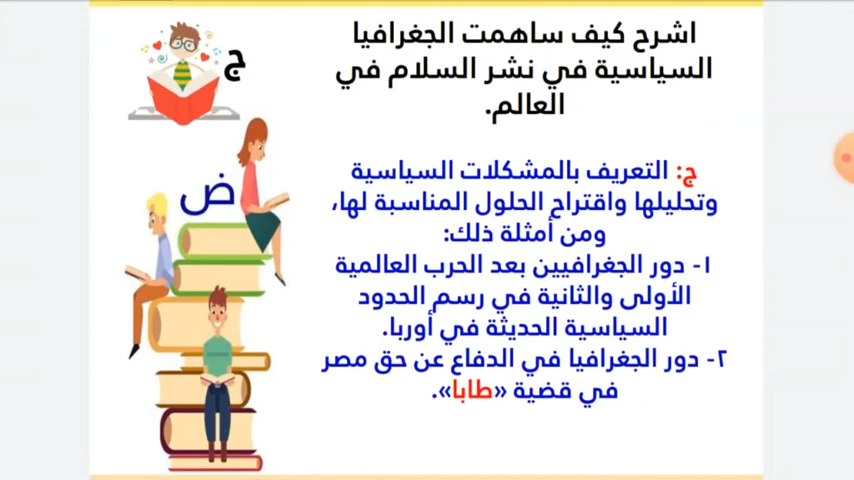 اشرح كيف ساهمت الجغرافيا
السياسية في نشر السلام في
العالم.
ج: التعريف بالمشكلات السياسية
وتحليلها واقتراح الحلول المناسبة لها،
ومن أمثلة ذلك:
١- دور الجغرافيين بعد الحرب العالمية
الأولى والثانية في رسم الحدود
السياسية الحديثة في أوربا.
٢- دور الجغرافيا في الدفاع عن حق مصر
في قضية «طابا».
ج
ض